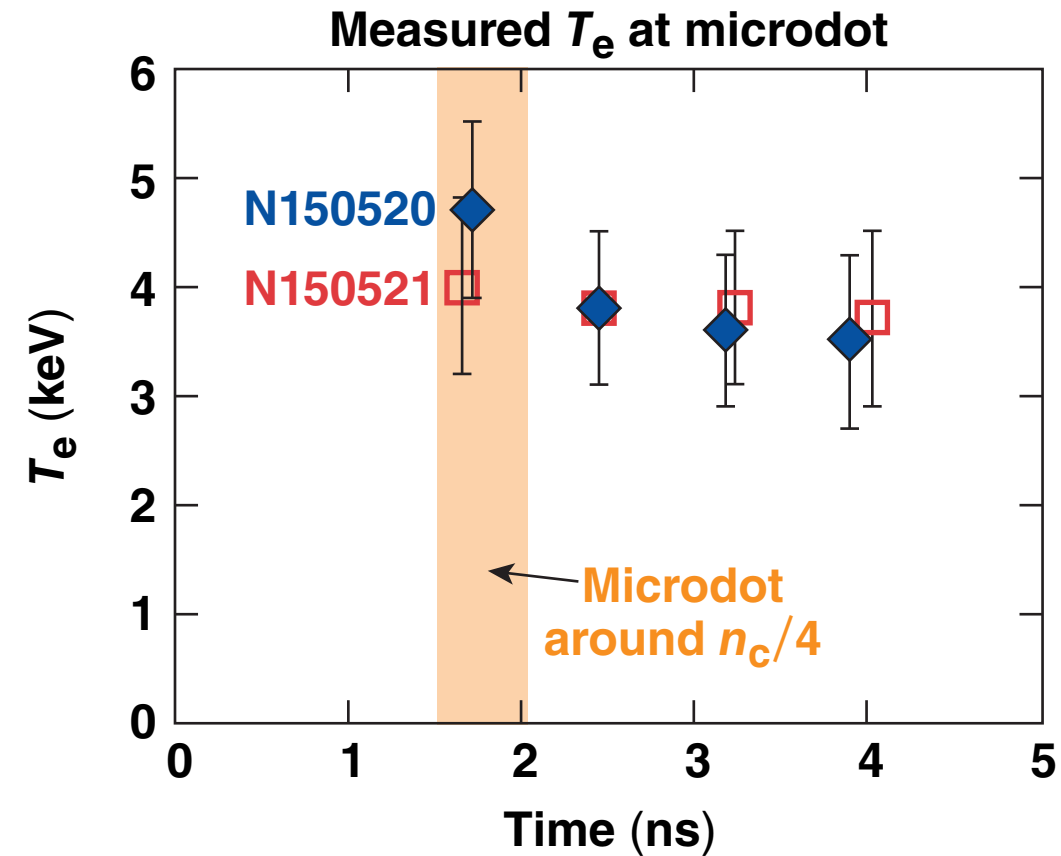 Measured Te at microdot
6
5
4
3
2
1
0
Te (keV)
N150520
N150521
Microdot
around nc/4
0 1 2 3 4 5
Time (ns)